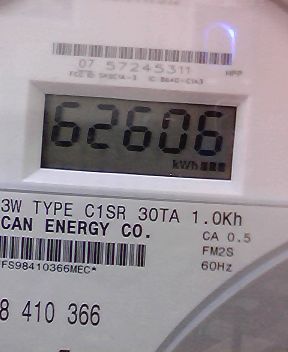 07 57245311
HPP
62606
kWh
3W TYPE C1SR 30TA 1.0Kh
CAN ENERGY CO.
CA 0.5
FM2S
60Hz
FS98410366MEC*
8 410 366